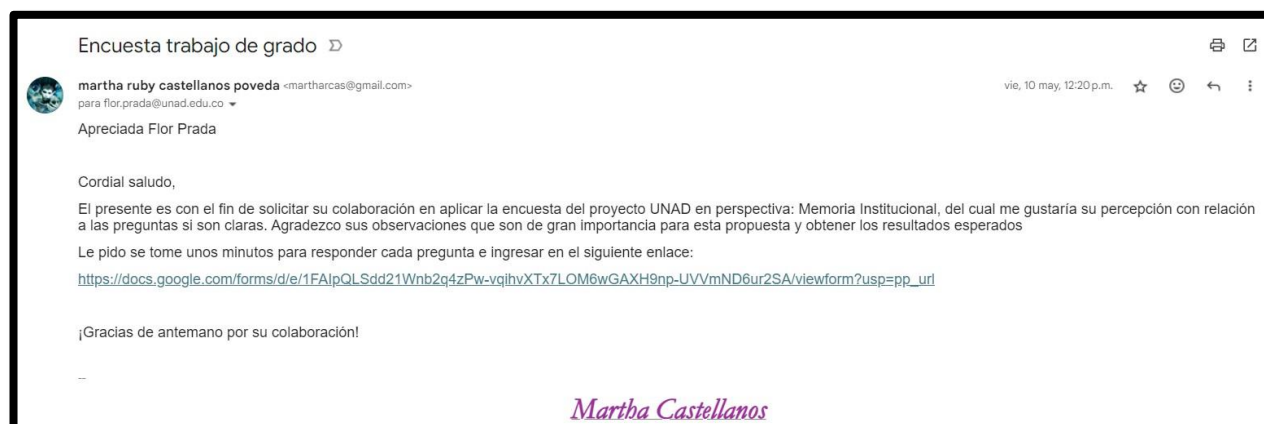 Encuesta trabajo de grado
martha ruby castellanos poveda <martharcas@gmail.com>
vie, 10 may, 12:20 p.m.
para flor.prada@unad.edu.co
Apreciada Flor Prada
Cordial saludo,
El presente es con el fin de solicitar su colaboración en aplicar la encuesta del proyecto UNAD en perspectiva: Memoria Institucional, del cual me gustaría su percepción con relación
a las preguntas si son claras. Agradezco sus observaciones que son de gran importancia para esta propuesta y obtener los resultados esperados
Le pido se tome unos minutos para responder cada pregunta e ingresar en el siguiente enlace:
https://docs.google.com/forms/d/e/1FAIpQLSdd21Wnb2q4zPw-vqihvXTx7LOM6wGAXH9np-UVVmND6ur2SA/viewform?usp=pp_url
¡Gracias de antemano por su colaboración!
--
Martha Castellanos